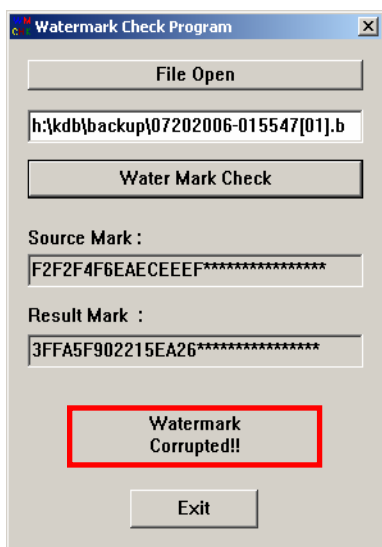 Watermark Check Program
File Open
h:\kdb\backup\07202006-015547[01].b
Water Mark Check
Source Mark :
F2F2F4F6EAECEEEF****************
Result Mark :
3FFA5F902215EA26****************
Watermark
Corrupted!!
Exit